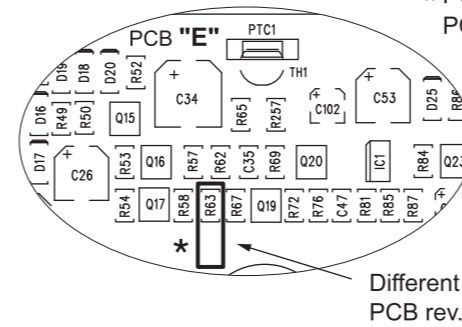 PC
PCB "E"
PTC1
TH1
D19 D18 D20 R52
C34
C53
C102
D25
D16 R49 R50 Q15
R65 R257
D17 C26 R53 Q16 R57 R62 C35 R69 Q20 IC1 R84
R54 Q17 R58 R63 R67 Q19 R72 R76 C47 R81 R85 R87
*
Different
PCB rev.